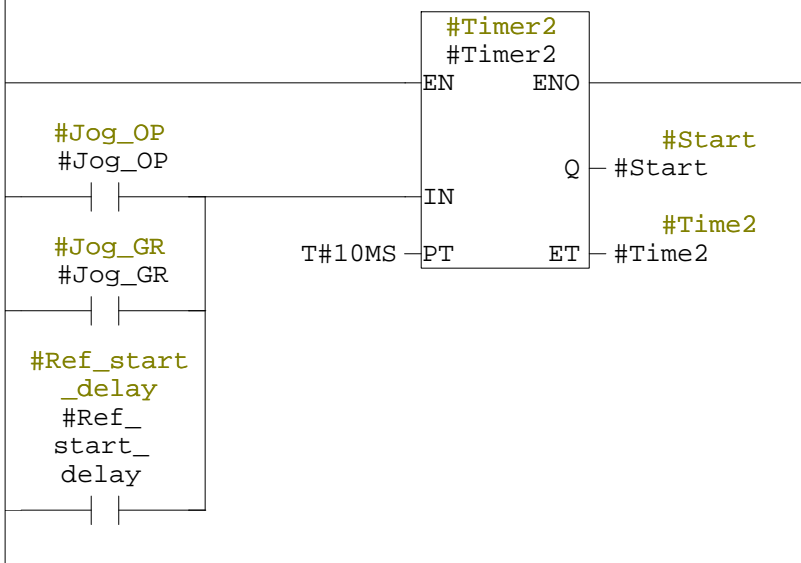 #Timer2
#Timer2
EN
ENO
#Jog_OP
#Jog_OP
#Start
Q
#Start
IN
#Time2
#Jog_GR
#Jog_GR
T#10MS
PT
ET
#Time2
#Ref_start
_delay
#Ref_
start_
delay